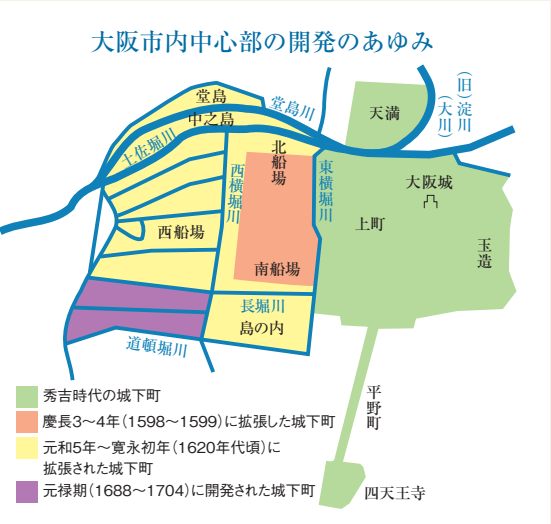 大阪市内中心部の開発のあゆみ
堂島
中之島
堂島川
土佐堀川
天満
(旧)淀川
(大川)
北船場
西横堀川
東横堀川
大阪城
上町
玉造
西船場
南船場
長堀川
島の内
道頓堀川
平野町
四天王寺
秀吉時代の城下町
慶長3〜4年(1598〜1599)に拡張した城下町
元和5年〜寛永初年(1620年代頃)に
拡張された城下町
元禄期(1688〜1704)に開発された城下町